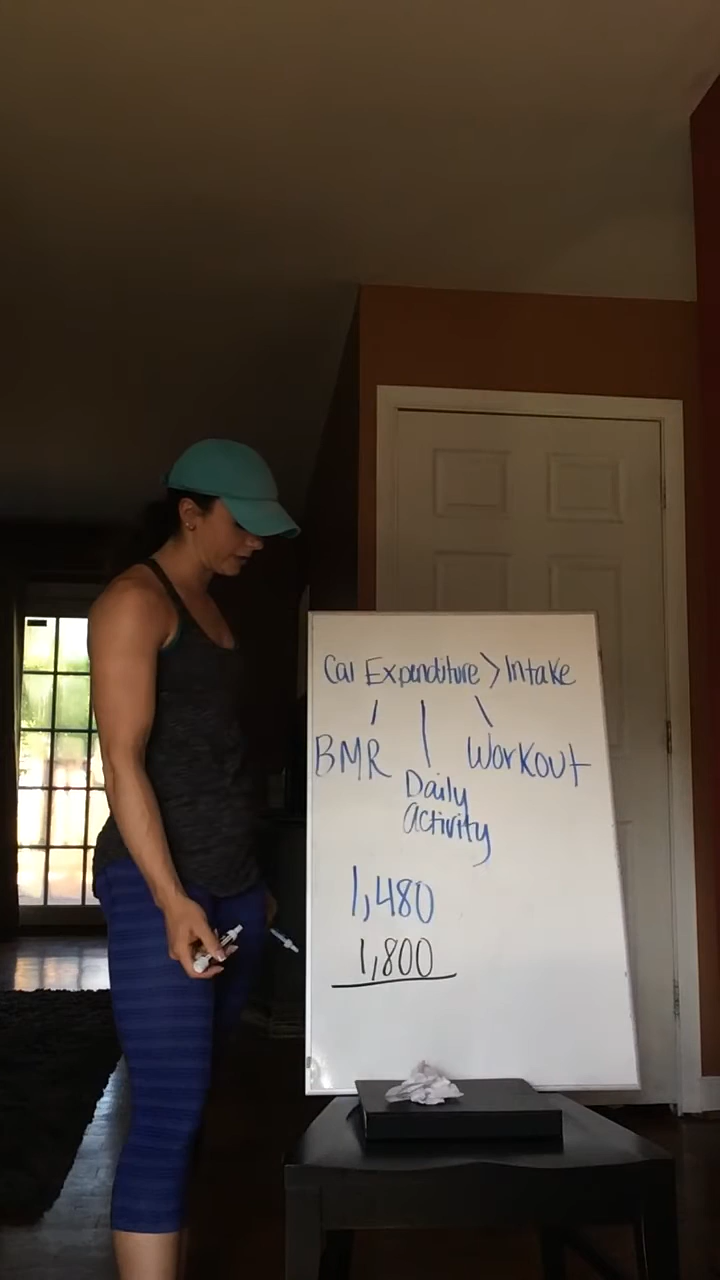 Cal Expenditure > Intake
BMR
Daily
Activity
Workout
1,480
1,800